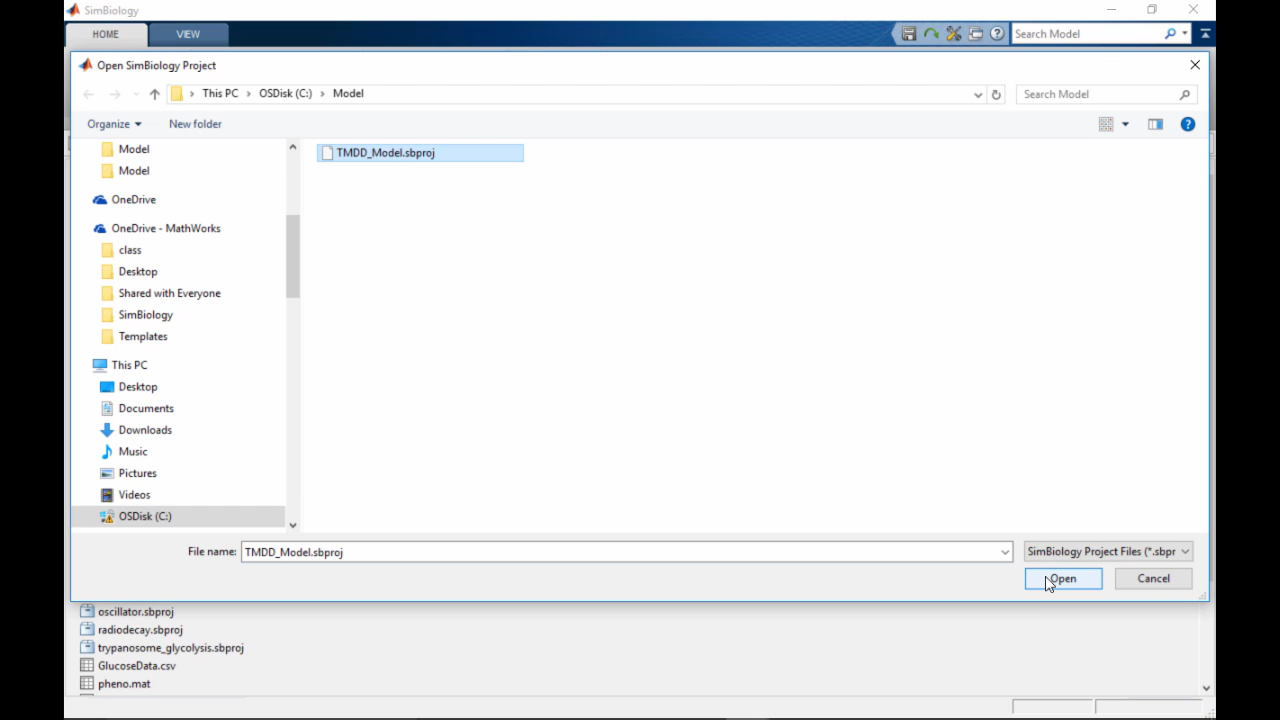 SimBiology
HOME
VIEW
Search Model
Open SimBiology Project
This PC
OSDisk (C:)
Model
Search Model
Organize
New folder
Model
Model
OneDrive
OneDrive - MathWorks
class
Desktop
Shared with Everyone
SimBiology
Templates
This PC
Desktop
Documents
Downloads
Music
Pictures
Videos
OSDisk (C:)
TMDD_Model.sbproj
File name:
TMDD_Model.sbproj
SimBiology Project Files (*.sbpr
Open
Cancel
oscillator.sbproj
radiodecay.sbproj
trypanosome_glycolysis.sbproj
GlucoseData.csv
pheno.mat